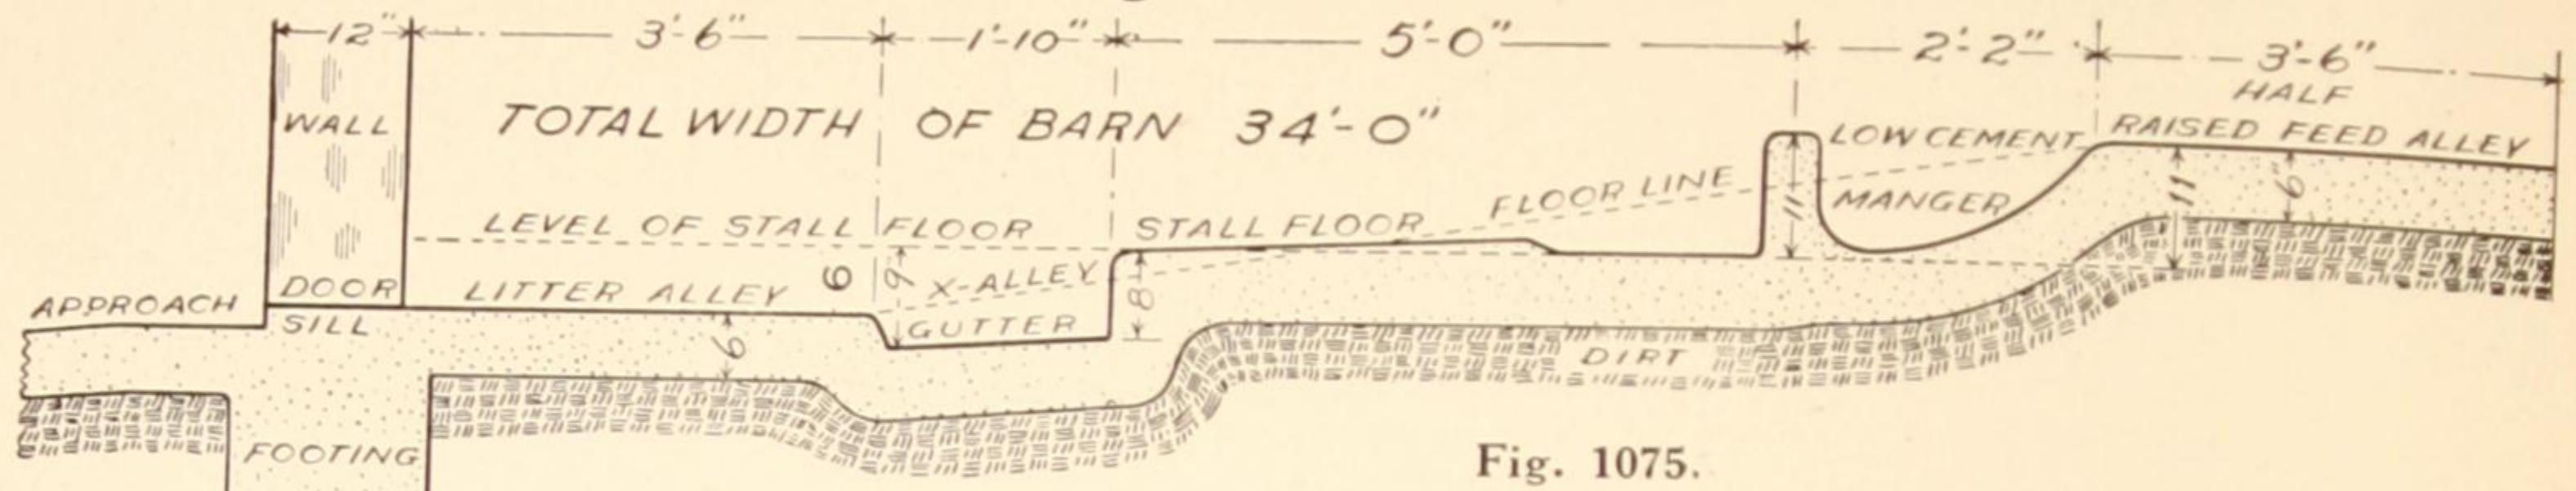 12" 3'-6" 1'-10" 5'-0" 2'-2" 3'-6"
HALF
WALL TOTAL WIDTH OF BARN 34'-0" LOW CEMENT RAISED FEED ALLEY
MANGER 11 6"
LEVEL OF STALL FLOOR STALL FLOOR FLOOR LINE 11
DOOR LITTER ALLEY 6 9 X-ALLEY 8
APPROACH SILL GUTTER
6 DIRT
FOOTING
Fig. 1075.